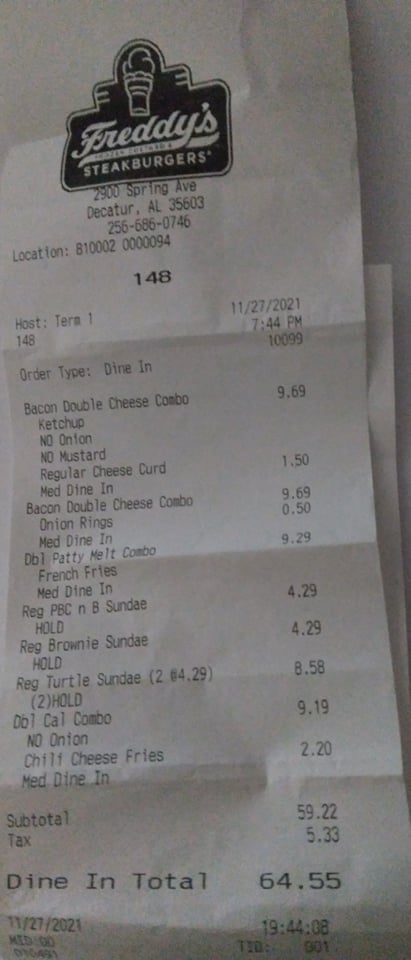 Freddy's
FROZEN CUSTARD &
STEAKBURGERS
2900 Spring Ave
Decatur, AL 35603
256-686-0746
Location: 810002 0000094
148
Host: Term 1 11/27/2021
148 7:44 PM
10099
Order Type: Dine In
Bacon Double Cheese Combo 9.69
Ketchup
NO Onion
NO Mustard
Regular Cheese Curd 1.50
Med Dine In
Bacon Double Cheese Combo 9.69
Onion Rings 0.50
Med Dine In
Dbl Patty Melt Combo 9.29
French Fries
Med Dine In
Reg PBC n B Sundae 4.29
HOLD
Reg Brownie Sundae 4.29
HOLD
Reg Turtle Sundae (2 @4.29) 8.58
(2)HOLD
Dbl Cal Combo 9.19
NO Onion
Chili Cheese Fries 2.20
Med Dine In
Subtotal 59.22
Tax 5.33
Dine In Total 64.55
11/27/2021 19:44:08
MID:00 TID: 001